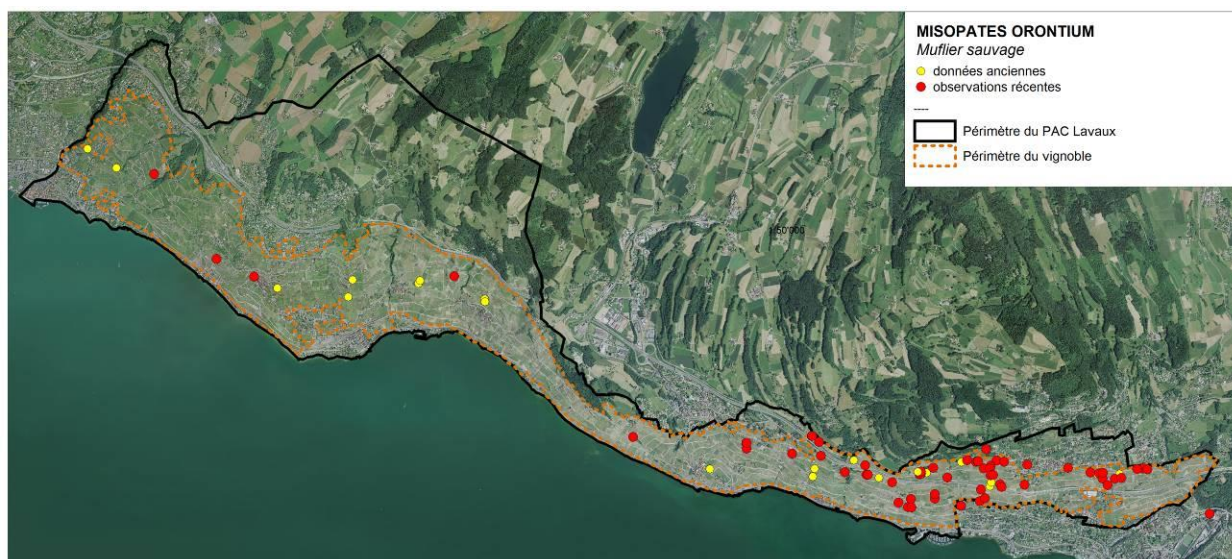 MISOPATES ORONTIUM
Muflier sauvage
données anciennes
observations récentes
----
Périmètre du PAC Lavaux
Périmètre du vignoble